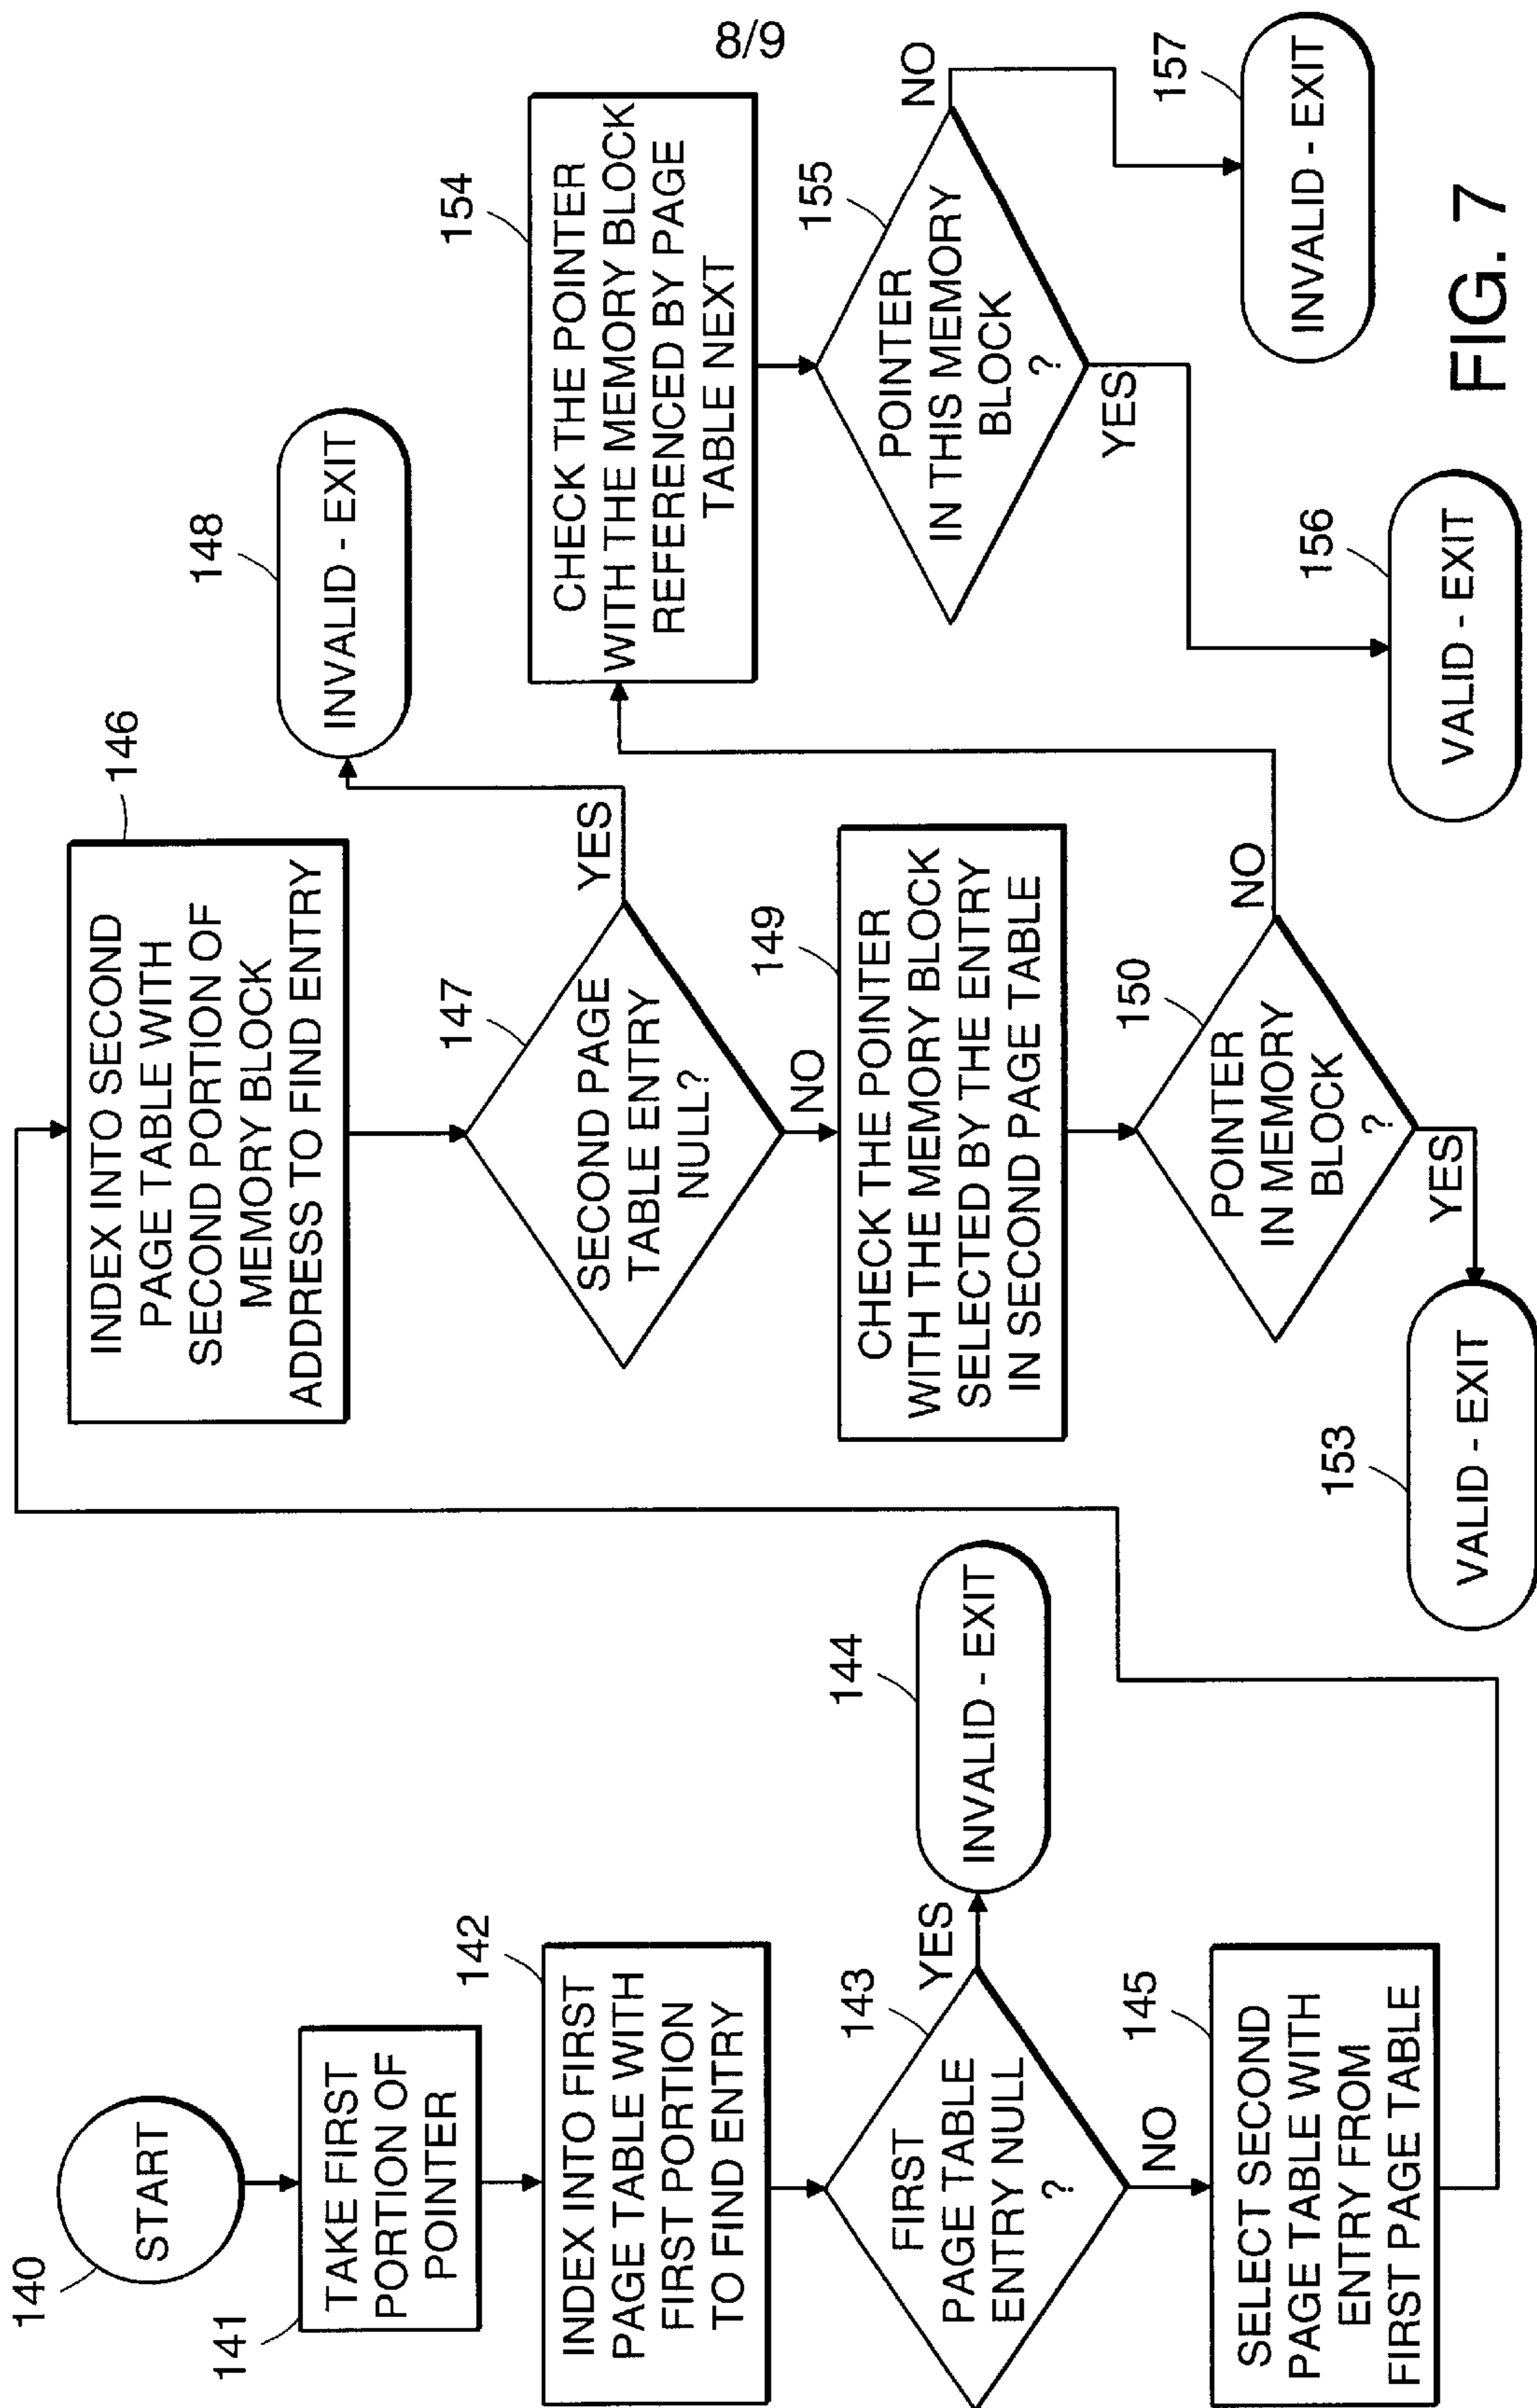 8/9
140
START
141
TAKE FIRST
PORTION OF
POINTER
142
INDEX INTO FIRST
PAGE TABLE WITH
FIRST PORTION
TO FIND ENTRY
143
FIRST
PAGE TABLE
ENTRY NULL
?
YES
NO
144
INVALID - EXIT
145
SELECT SECOND
PAGE TABLE WITH
ENTRY FROM
FIRST PAGE TABLE
146
INDEX INTO SECOND
PAGE TABLE WITH
SECOND PORTION OF
MEMORY BLOCK
ADDRESS TO FIND ENTRY
147
SECOND PAGE
TABLE ENTRY
NULL?
YES
NO
148
INVALID - EXIT
149
CHECK THE POINTER
WITH THE MEMORY BLOCK
SELECTED BY THE ENTRY
IN SECOND PAGE TABLE
150
POINTER
IN MEMORY
BLOCK
?
NO
YES
153
VALID - EXIT
154
CHECK THE POINTER
WITH THE MEMORY BLOCK
REFERENCED BY PAGE
TABLE NEXT
155
POINTER
IN THIS MEMORY
BLOCK
?
NO
YES
156
VALID - EXIT
157
INVALID - EXIT
FIG. 7